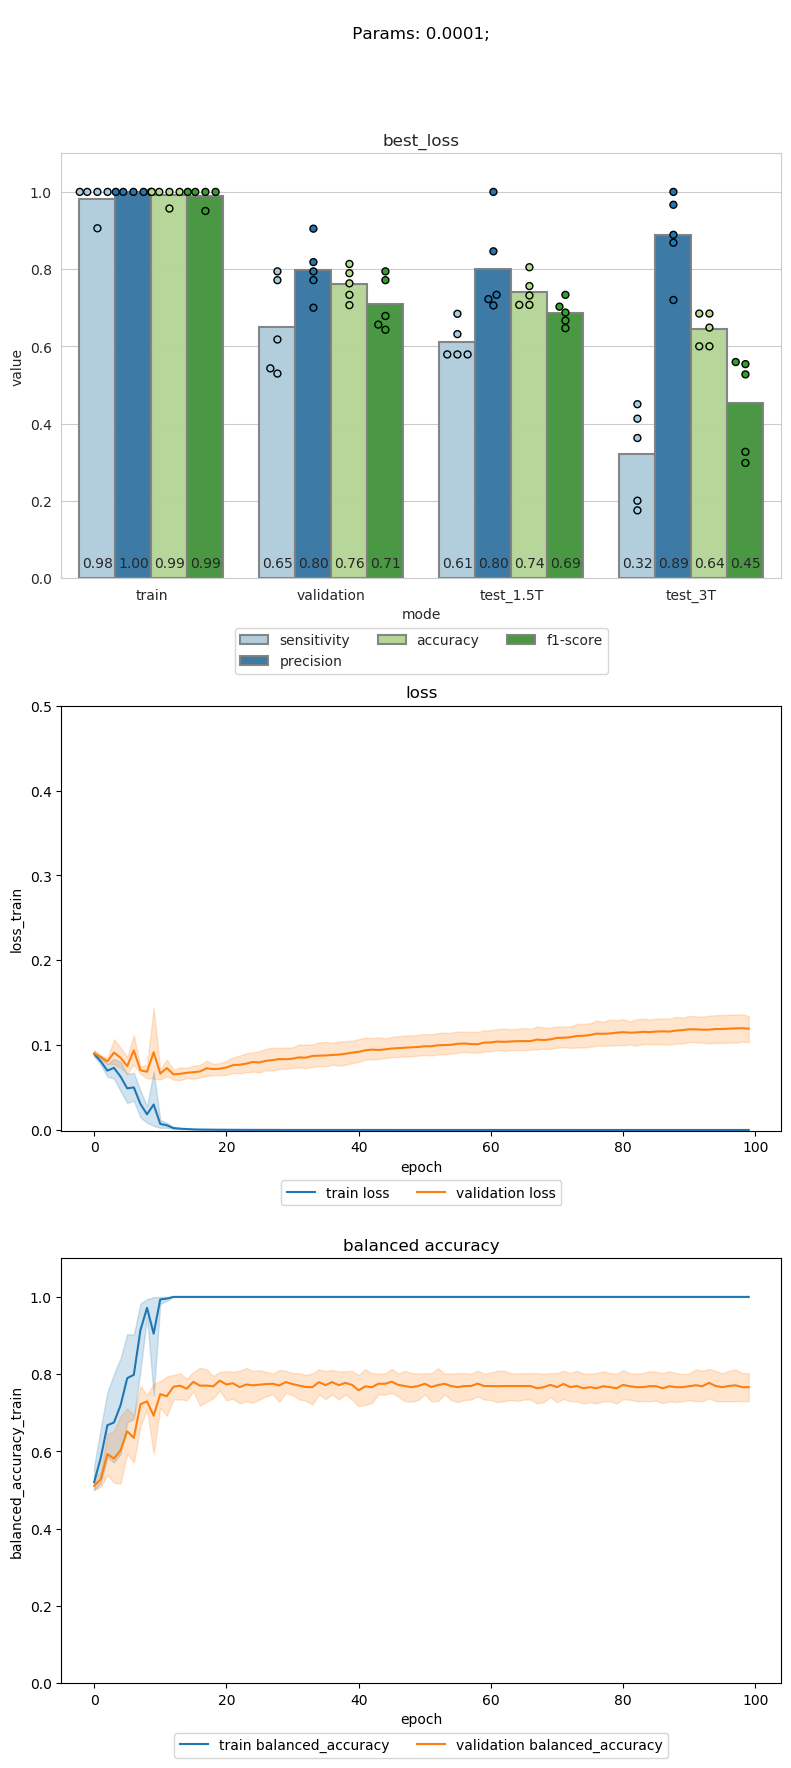 Params: 0.0001;
best_loss
1.0
0.8
0.6
0.4
0.2
0.0
value
0.98 1.00 0.99 0.99 0.65 0.80 0.76 0.71 0.61 0.80 0.74 0.69 0.32 0.89 0.64 0.45
train validation test_1.5T test_3T
mode
sensitivity accuracy f1-score
precision
loss
0.5
0.4
0.3
0.2
0.1
0.0
loss_train
0 20 40 60 80 100
epoch
train loss validation loss
balanced accuracy
1.0
0.8
0.6
0.4
0.2
0.0
balanced_accuracy_train
0 20 40 60 80 100
epoch
train balanced_accuracy validation balanced_accuracy